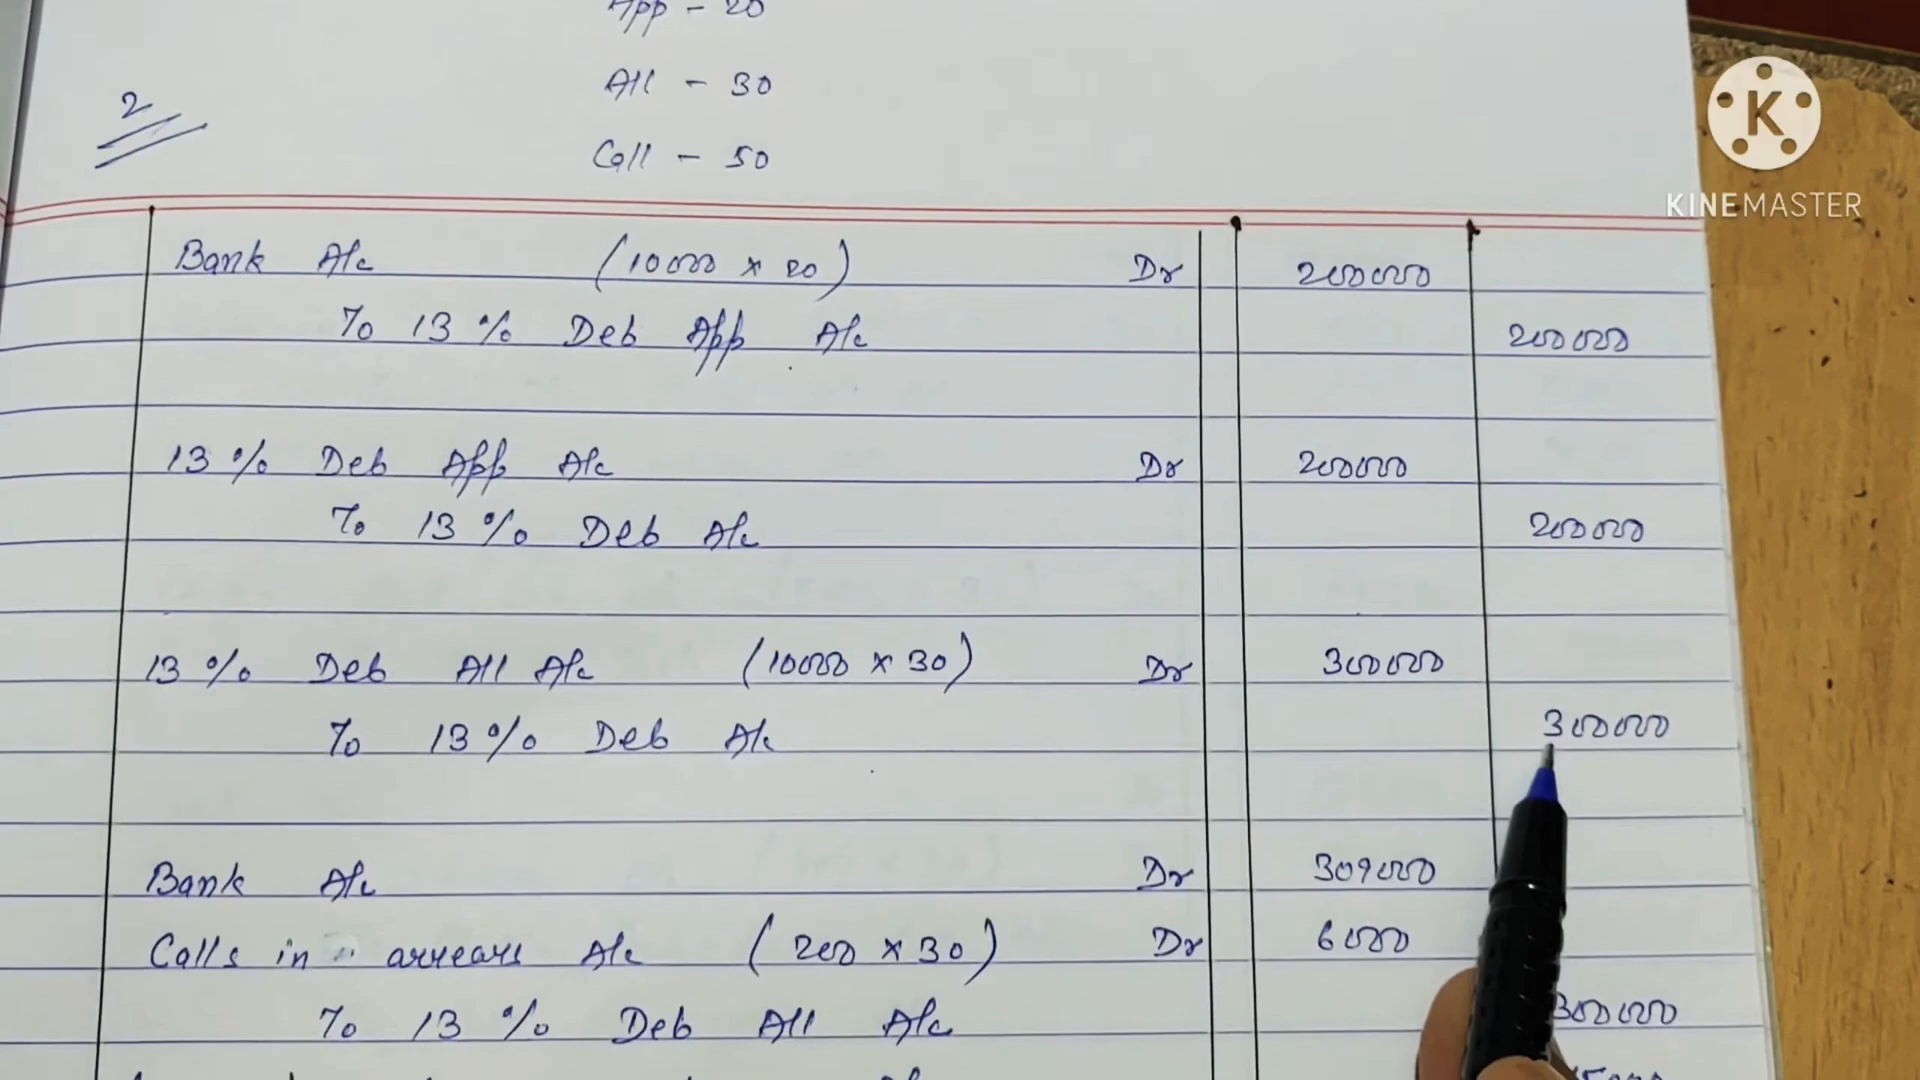 App - 20
All - 30
2
Call - 50
K
KINEMASTER
Bank A/c (10000 x 20) Dr 200000
To 13% Deb App A/c 200000
13% Deb App A/c Dr 200000
To 13% Deb A/c 200000
13% Deb All A/c (10000 x 30) Dr 300000
To 13% Deb A/c 300000
Bank A/c Dr 309000
Calls in arrears A/c (200 x 30) Dr 6000
To 13% Deb All A/c 300000